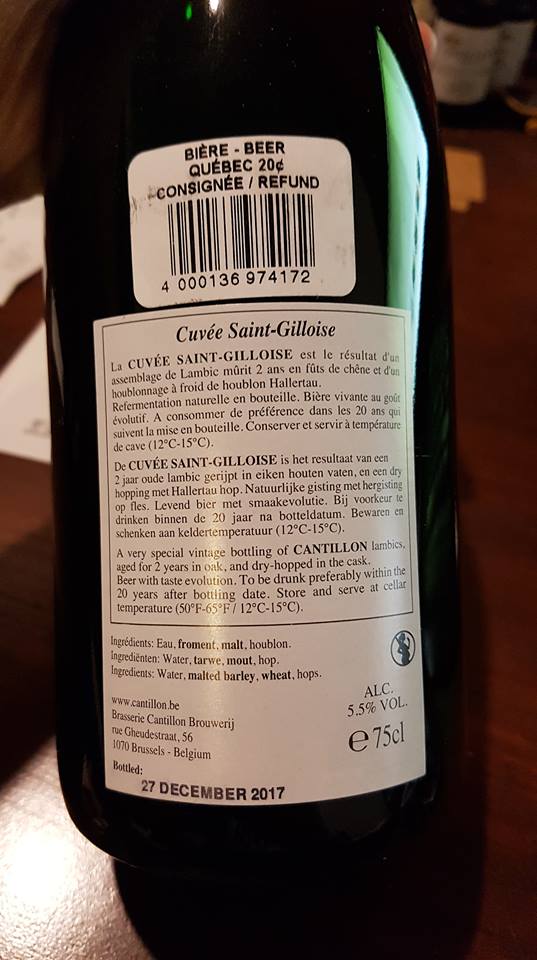 BIÈRE - BEER
QUÉBEC 20¢
CONSIGNÉE / REFUND
4 000136 974172
Cuvée Saint-Gilloise
La CUVÉE SAINT-GILLOISE est le résultat d'un
assemblage de Lambic mûrit 2 ans en fûts de chêne et d'un
houblonnage à froid de houblon Hallertau.
Refermentation naturelle en bouteille. Bière vivante au goût
évolutif. A consommer de préférence dans les 20 ans qui
suivent la mise en bouteille. Conserver et servir à température
de cave (12°C-15°C).
De CUVÉE SAINT-GILLOISE is het resultaat van een
2 jaar oude lambic gerijpt in eiken houten vaten, en een dry
hopping met Hallertau hop. Natuurlijke gisting met hergisting
op fles. Levend bier met smaakevolutie. Bij voorkeur te
drinken binnen de 20 jaar na botteldatum. Bewaren en
schenken aan keldertemperatuur (12°C-15°C).
A very special vintage bottling of CANTILLON lambics,
aged for 2 years in oak, and dry-hopped in the cask.
Beer with taste evolution. To be drunk preferably within the
20 years after bottling date. Store and serve at cellar
temperature (50°F-65°F / 12°C-15°C).
Ingrédients: Eau, froment, malt, houblon.
Ingrediënten: Water, tarwe, mout, hop.
Ingredients: Water, malted barley, wheat, hops.
www.cantillon.be
Brasserie Cantillon Brouwerij
rue Gheudestraat, 56
1070 Brussels - Belgium
ALC.
5.5% VOL.
e 75cl
Bottled:
27 DECEMBER 2017